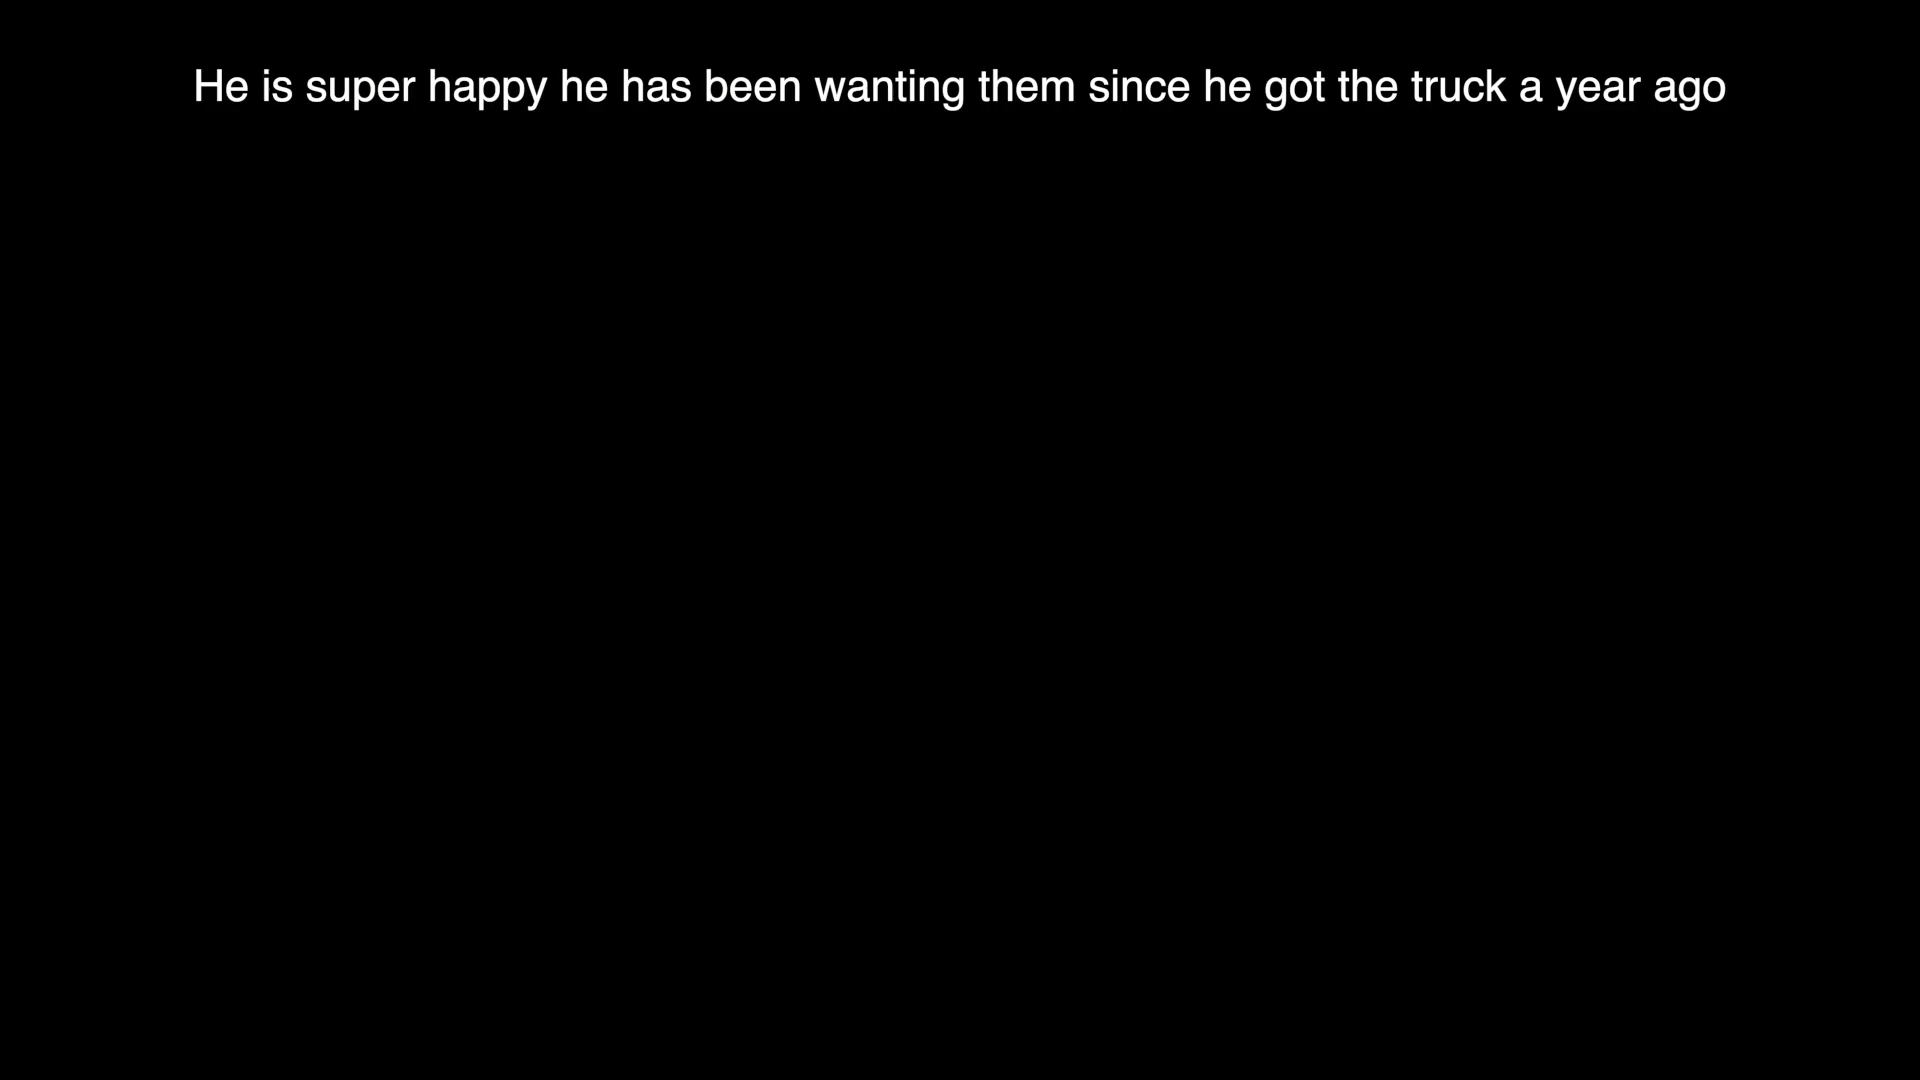 He is super happy he has been wanting them since he got the truck a year ago